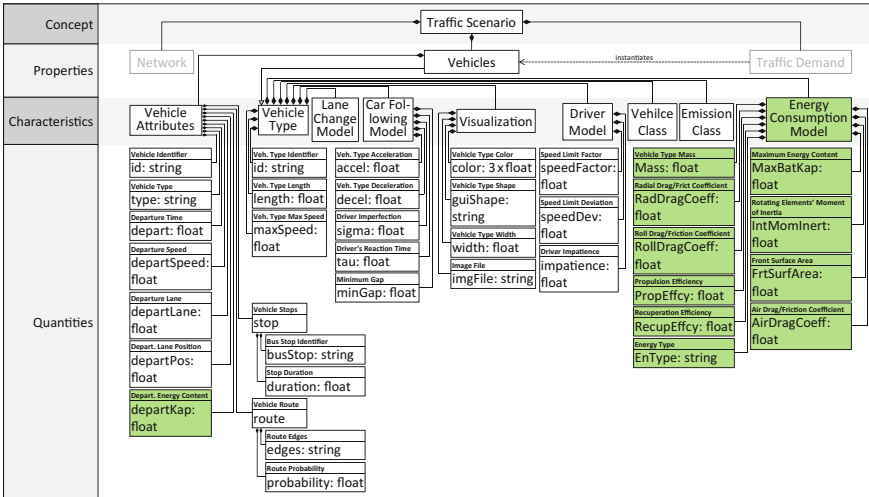 Concept
Traffic Scenario
Properties
Network
Vehicles
instantiates
Traffic Demand
Characteristics
Vehicle
Attributes
Vehicle
Type
Lane
Change
Model
Car Fol-
lowing
Model
Visualization
Driver
Model
Vehilce
Class
Emission
Class
Energy
Consumption
Model
Quantities
Vehicle Identifier
id: string
Vehicle Type
type: string
Departure Time
depart: float
Departure Speed
departSpeed:
float
Departure Lane
departLane:
float
Depart. Lane Position
departPos:
float
Depart. Energy Content
departKap:
float
Veh. Type Identifier
id: string
Veh. Type Length
length: float
Veh. Type Max Speed
maxSpeed:
float
Vehicle Stops
stop
Bus Stop Identifier
busStop: string
Stop Duration
duration: float
Vehicle Route
route
Route Edges
edges: string
Route Probability
probability: float
Veh. Type Acceleration
accel: float
Veh. Type Deceleration
decel: float
Driver Imperfection
sigma: float
Driver's Reaction Time
tau: float
Minimum Gap
minGap: float
Vehicle Type Color
color: 3 x float
Vehicle Type Shape
guiShape:
string
Vehicle Type Width
width: float
Image File
imgFile: string
Speed Limit Factor
speedFactor:
float
Speed Limit Deviation
speedDev:
float
Driver Impatience
impatience:
float
Vehicle Type Mass
Mass: float
Radial Drag/Frict Coefficient
RadDragCoeff:
float
Roll Drag/Friction Coefficient
RollDragCoeff:
float
Propulsion Efficiency
PropEffcy: float
Recuperation Efficiency
RecupEffcy: float
Energy Type
EnType: string
Maximum Energy Content
MaxBatKap:
float
Rotating Elements' Moment
of Inertia
IntMomInert:
float
Front Surface Area
FrtSurfArea:
float
Air Drag/Friction Coefficient
AirDragCoeff:
float